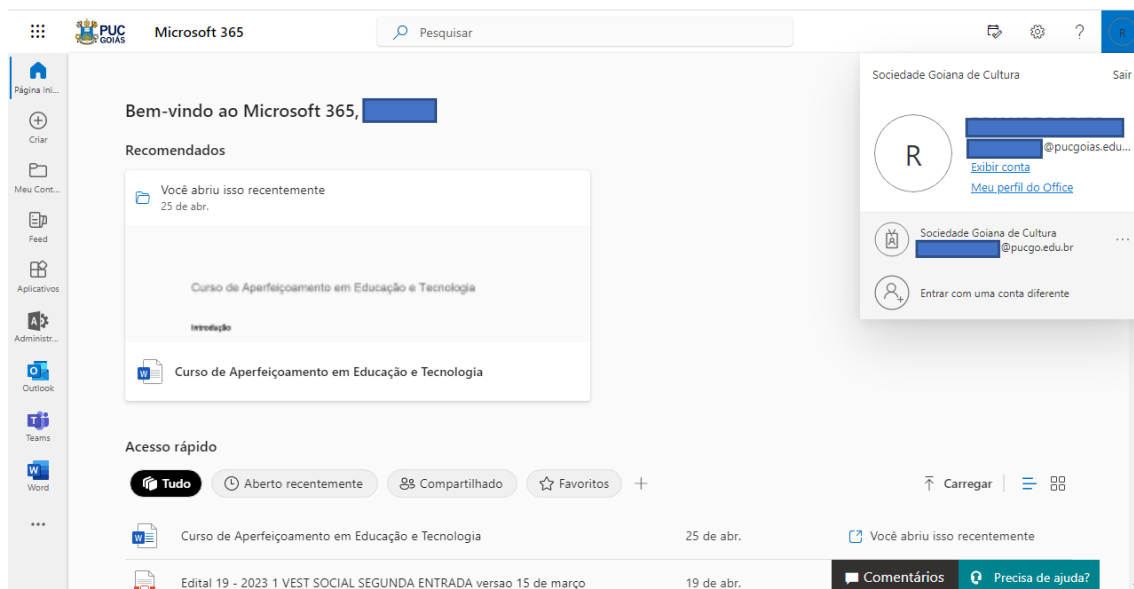 PUC
GOIÁS
Microsoft 365
Pesquisar
?
R
Página Ini...
Criar
Meu Cont...
Feed
Aplicativos
Administr...
Outlook
Teams
Word
Bem-vindo ao Microsoft 365,
Recomendados
Você abriu isso recentemente
25 de abr.
Curso de Aperfeiçoamento em Educação e Tecnologia
Introdução
Curso de Aperfeiçoamento em Educação e Tecnologia
Acesso rápido
Tudo
Aberto recentemente
Compartilhado
Favoritos
Carregar
Curso de Aperfeiçoamento em Educação e Tecnologia
25 de abr.
Você abriu isso recentemente
Edital 19 - 2023 1 VEST SOCIAL SEGUNDA ENTRADA versao 15 de março
19 de abr.
Sociedade Goiana de Cultura
Sair
R
@pucgoias.edu...
Exibir conta
Meu perfil do Office
Sociedade Goiana de Cultura
@pucgo.edu.br
Entrar com uma conta diferente
Comentários
Precisa de ajuda?